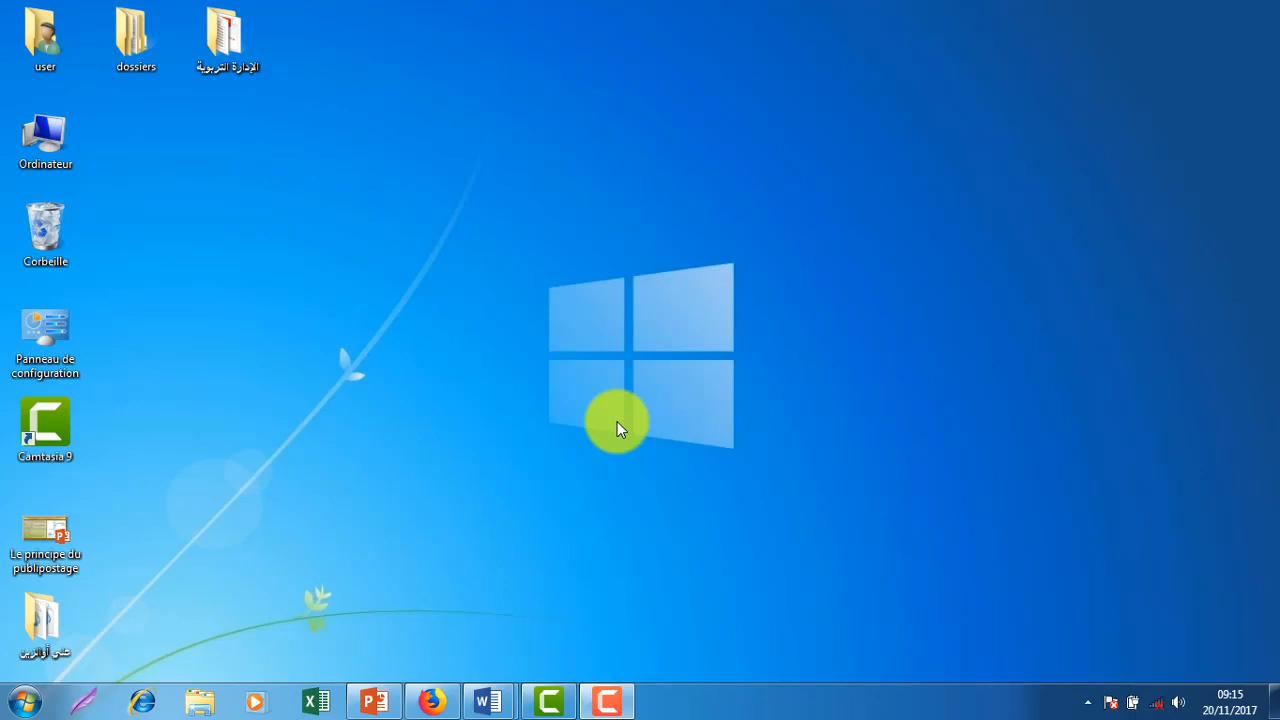 user
dossiers
الإدارة التربوية
Ordinateur
Corbeille
Panneau de
configuration
Camtasia 9
Le principe du
publipostage
09:15
20/11/2017